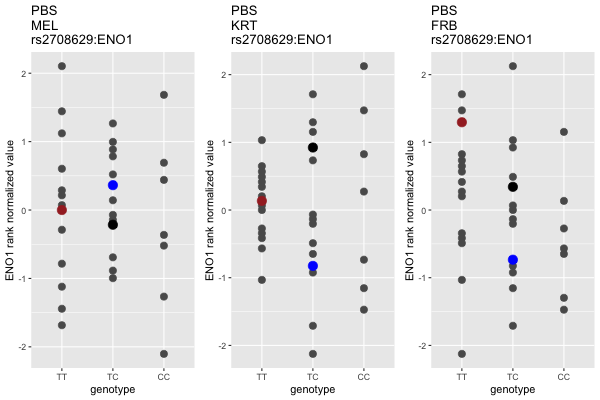 PBS
MEL
rs2708629:ENO1
ENO1 rank normalized value
2
1
0
-1
-2
TT
TC
CC
genotype
PBS
KRT
rs2708629:ENO1
ENO1 rank normalized value
2
1
0
-1
-2
TT
TC
CC
genotype
PBS
FRB
rs2708629:ENO1
ENO1 rank normalized value
2
1
0
-1
-2
TT
TC
CC
genotype